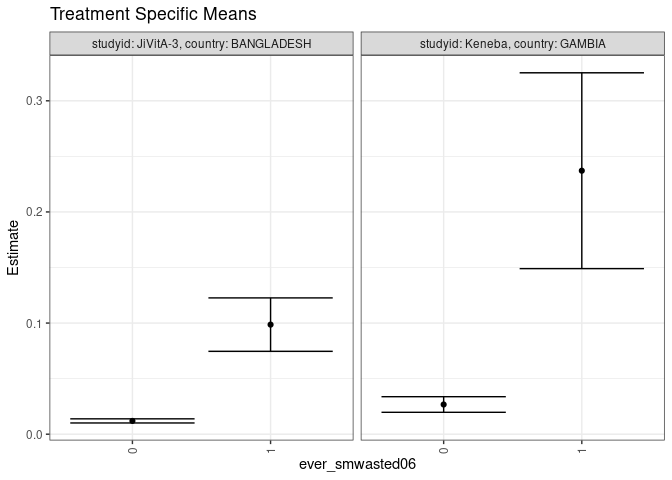 Treatment Specific Means
studyid: JiVitA-3, country: BANGLADESH
studyid: Keneba, country: GAMBIA
Estimate
0.3
0.2
0.1
0.0
0
1
0
1
ever_smwasted06